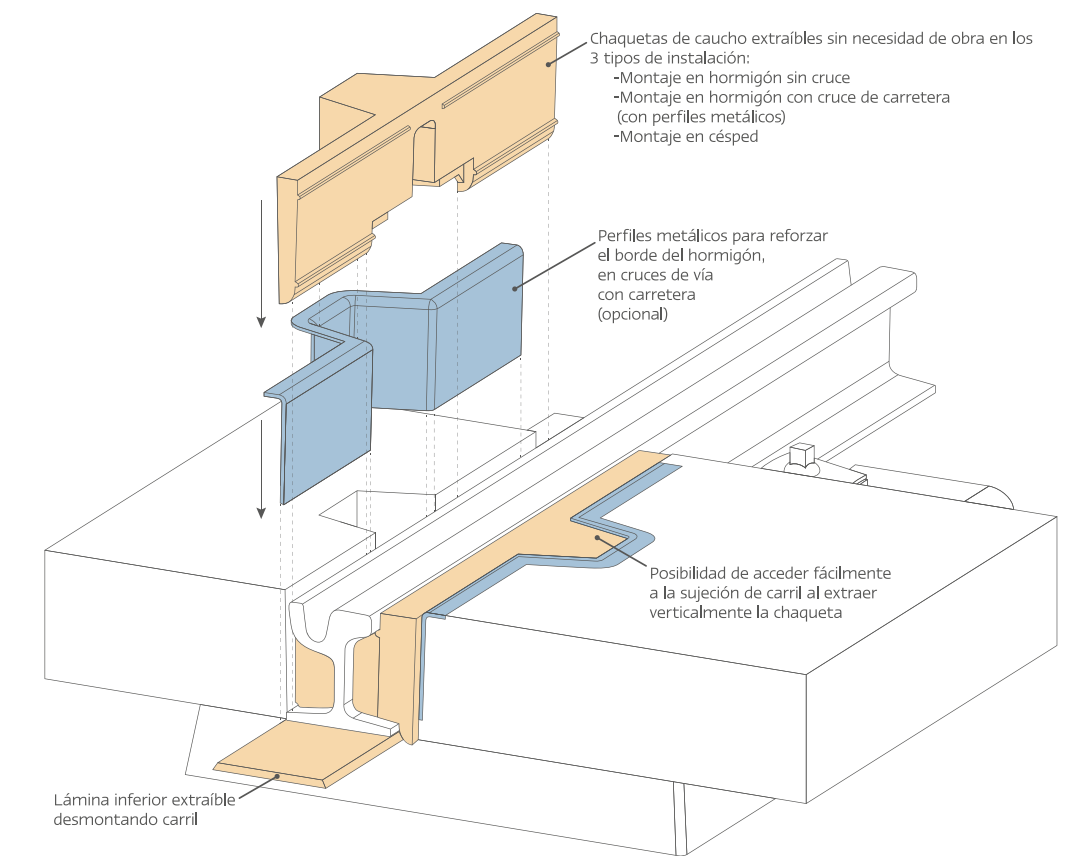 Chaquetas de caucho extraíbles sin necesidad de obra en los
3 tipos de instalación:
-Montaje en hormigón sin cruce
-Montaje en hormigón con cruce de carretera
(con perfiles metálicos)
-Montaje en césped
Perfiles metálicos para reforzar
el borde del hormigón,
en cruces de vía
con carretera
(opcional)
Posibilidad de acceder fácilmente
a la sujeción de carril al extraer
verticalmente la chaqueta
Lámina inferior extraíble
desmontando carril